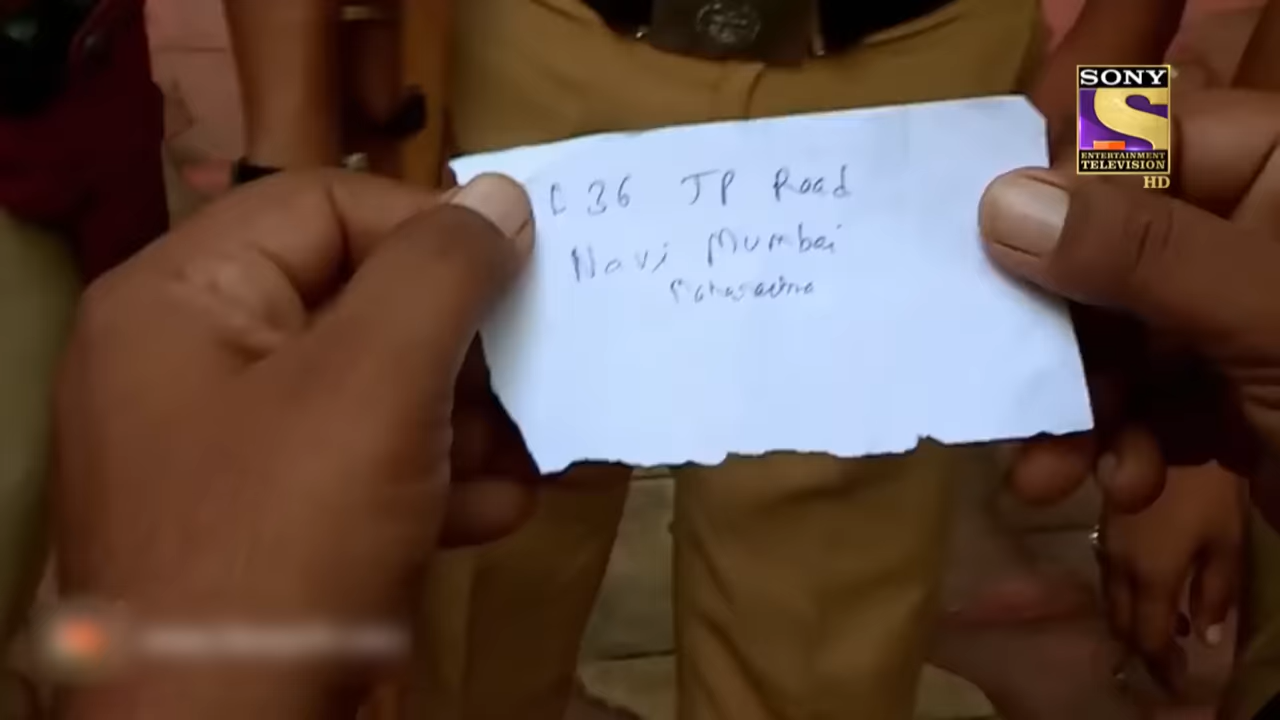 C 36 JP Road
Navi Mumbai
SONY
ENTERTAINMENT
TELEVISION
HD